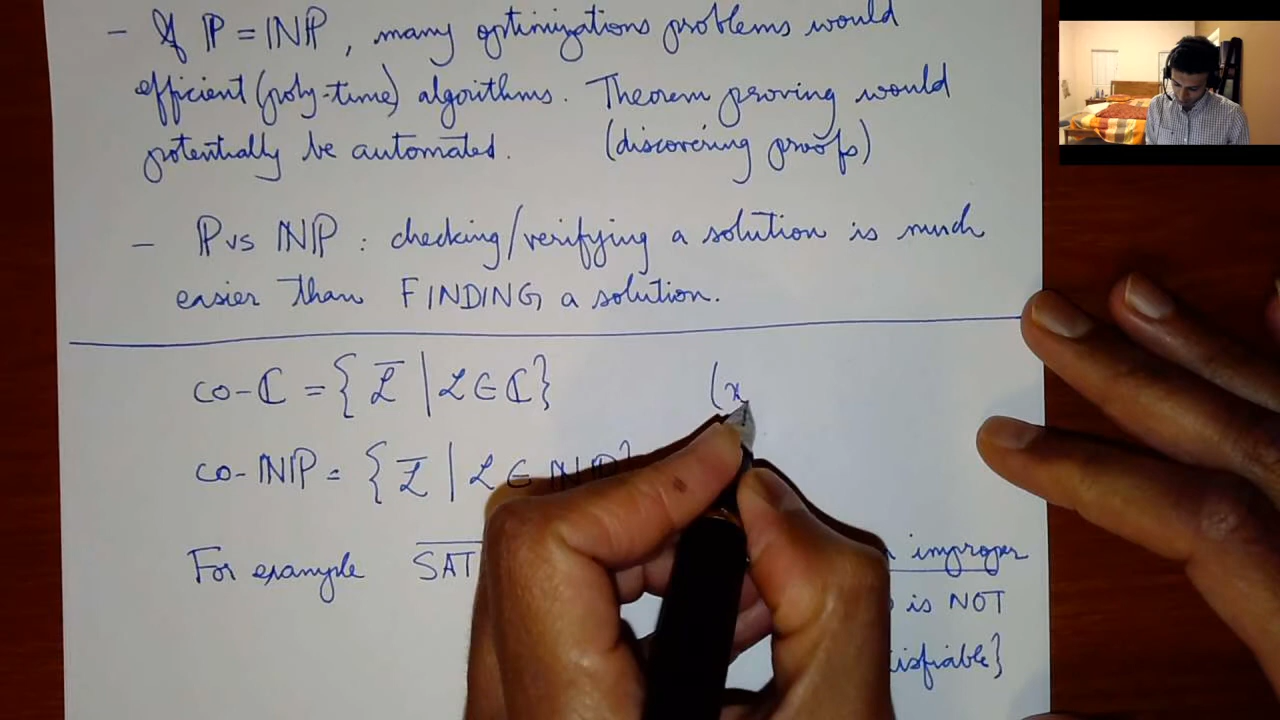 - If P = NP, many optimizations problems would
efficient (poly-time) algorithms. Theorem proving would
potentially be automated. (discovering proofs)
- P vs NP : checking/verifying a solution is much
easier than FINDING a solution.
co-ℂ = { L̅ | L ∈ ℂ } (x
co-NP = { L̅ | L ∈ NP }
For example S̅A̅T̅ improper
is NOT
isfiable}